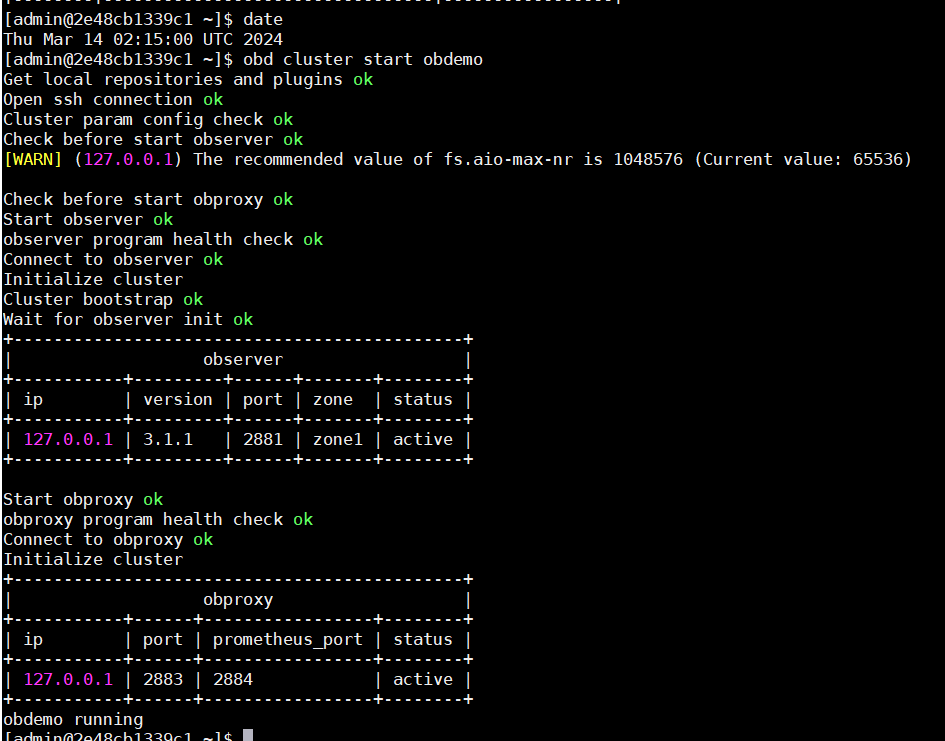 [admin@2e48cb1339c1 ~]$ date
Thu Mar 14 02:15:00 UTC 2024
[admin@2e48cb1339c1 ~]$ obd cluster start obdemo
Get local repositories and plugins ok
Open ssh connection ok
Cluster param config check ok
Check before start observer ok
[WARN] (127.0.0.1) The recommended value of fs.aio-max-nr is 1048576 (Current value: 65536)
Check before start obproxy ok
Start observer ok
observer program health check ok
Connect to observer ok
Initialize cluster
Cluster bootstrap ok
Wait for observer init ok
+---------------------------------------------+
|                   observer                  |
+-----------+---------+------+-------+--------+
| ip        | version | port | zone  | status |
+-----------+---------+------+-------+--------+
| 127.0.0.1 | 3.1.1   | 2881 | zone1 | active |
+-----------+---------+------+-------+--------+
Start obproxy ok
obproxy program health check ok
Connect to obproxy ok
Initialize cluster
+---------------------------------------------+
|                   obproxy                   |
+-----------+------+-----------------+--------+
| ip        | port | prometheus_port | status |
+-----------+------+-----------------+--------+
| 127.0.0.1 | 2883 | 2884            | active |
+-----------+------+-----------------+--------+
obdemo running
[admin@2e48cb1339c1 ~]$